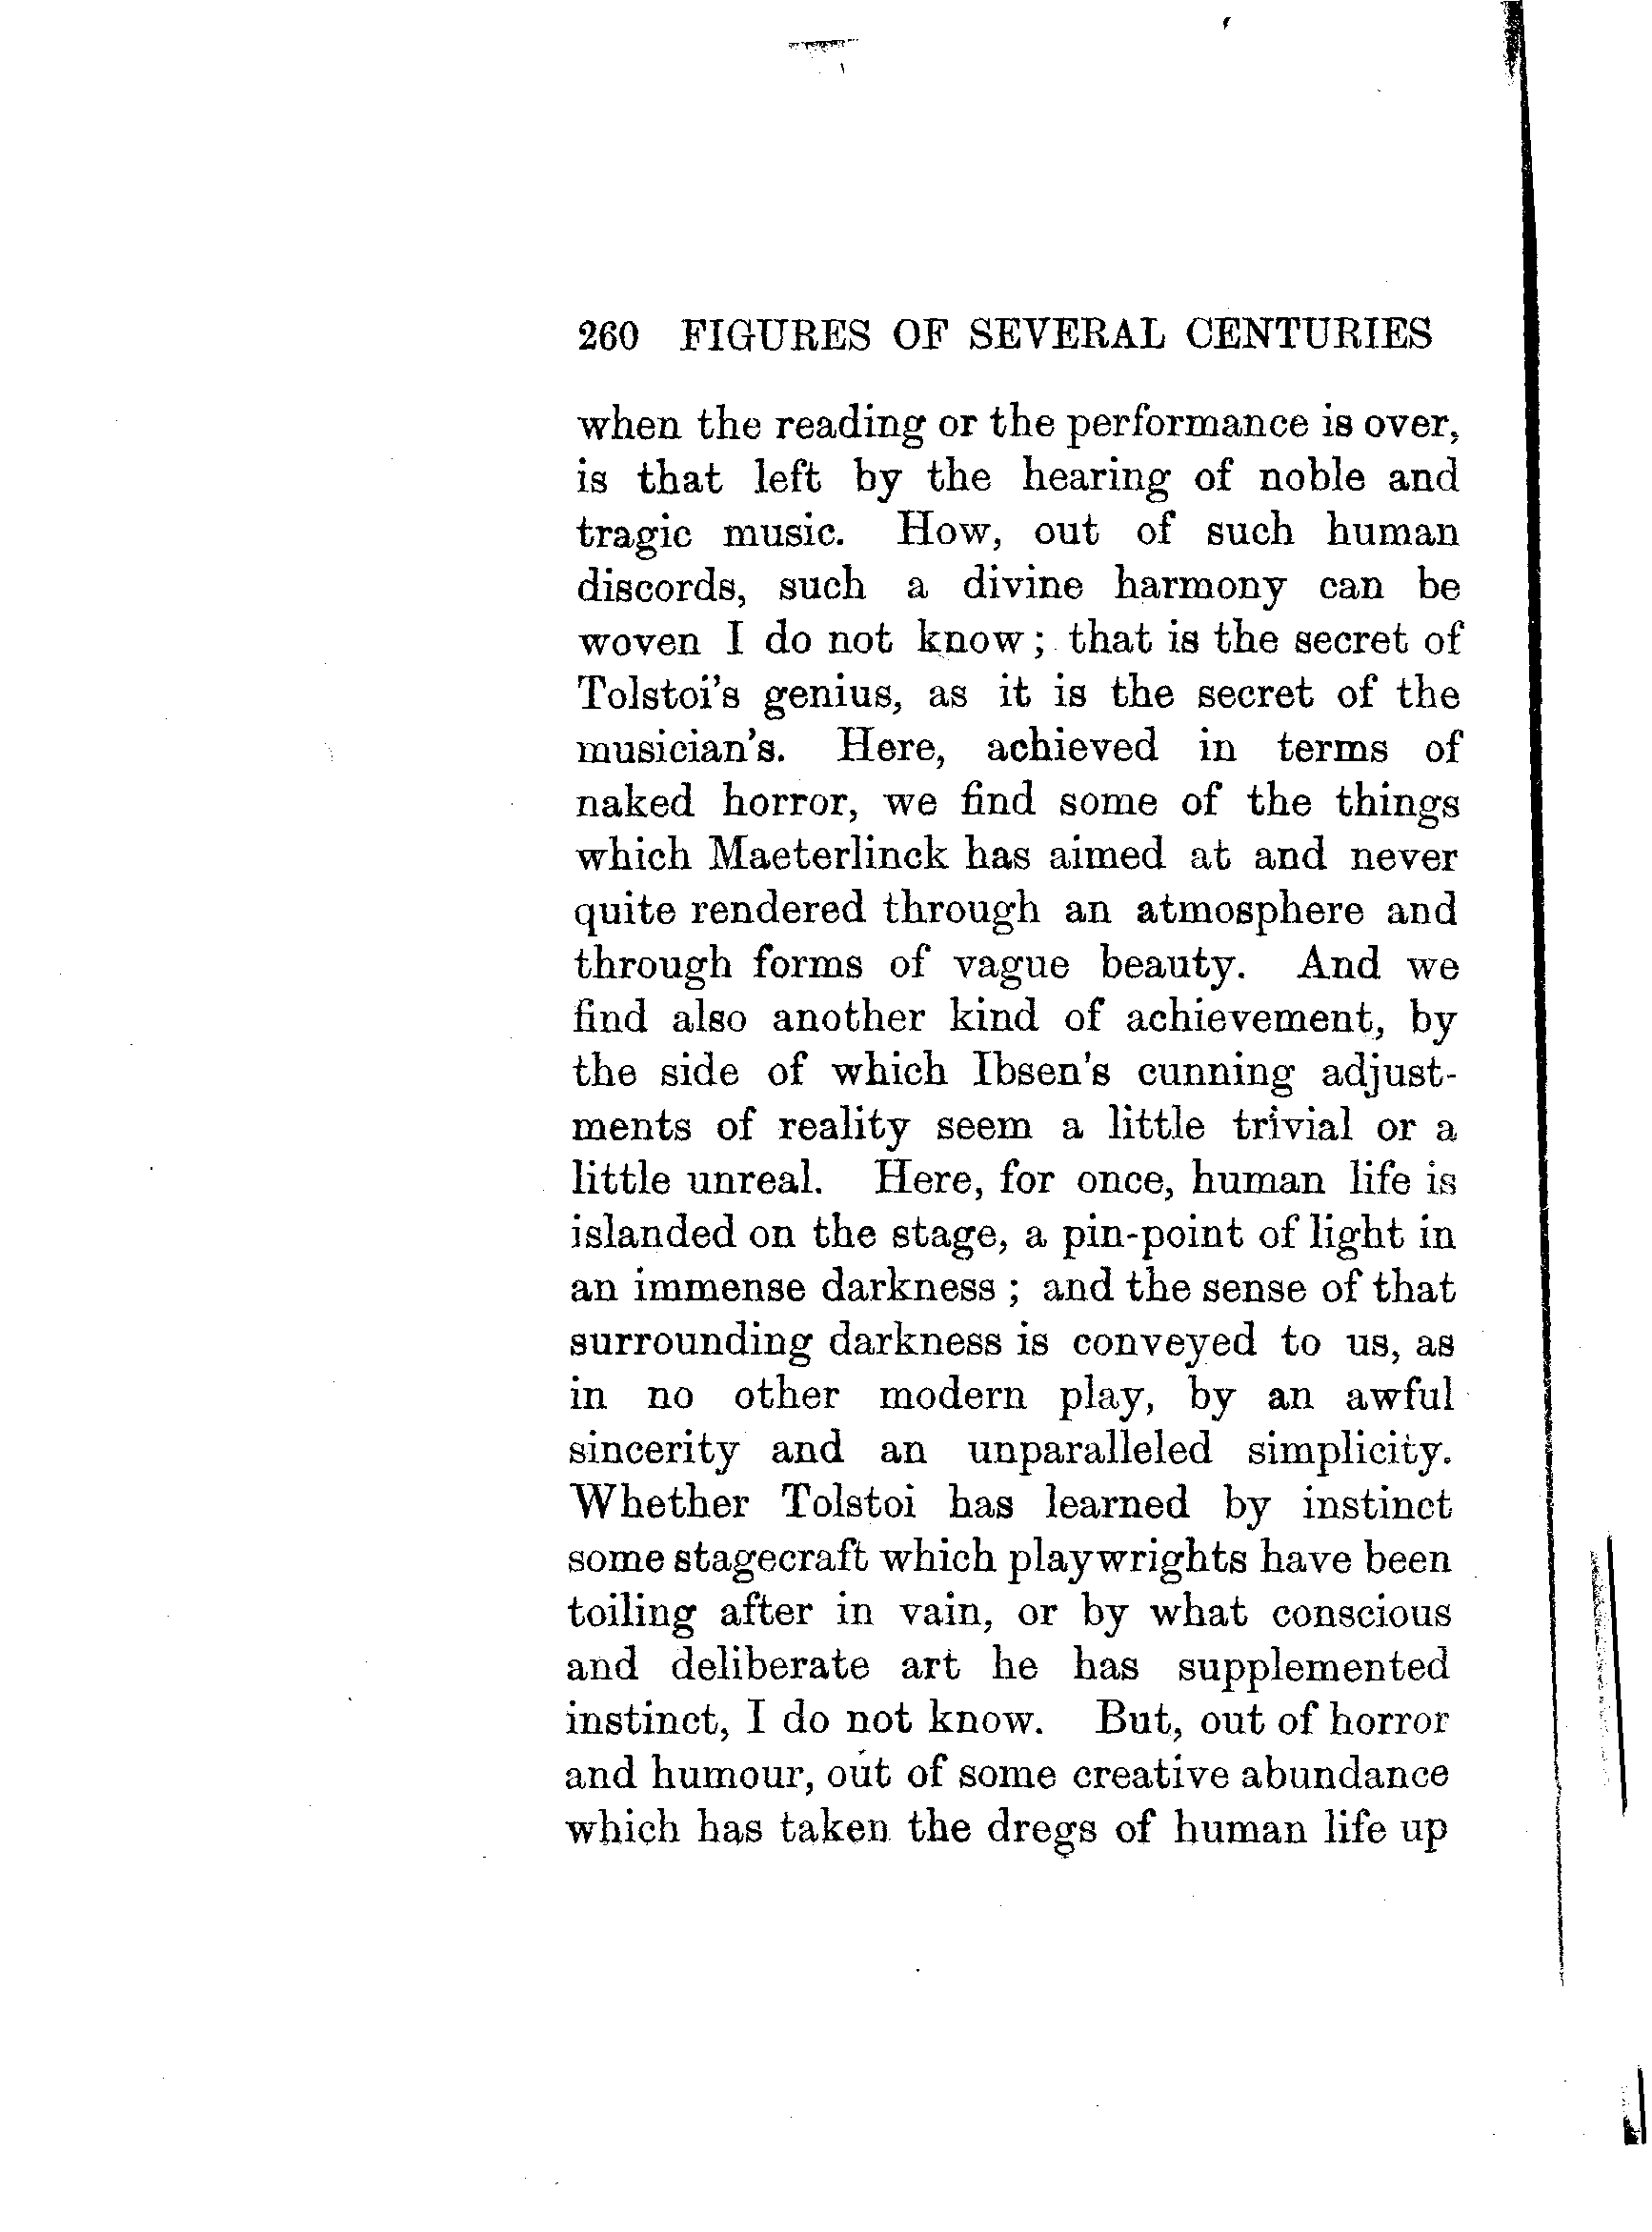 260 FIGURES OF SEVERAL CENTURIES
when the reading or the performance is over,
is that left by the hearing of noble and
tragic music. How, out of such human
discords, such a divine harmony can be
woven I do not know; that is the secret of
Tolstoi's genius, as it is the secret of the
musician's. Here, achieved in terms of
naked horror, we find some of the things
which Maeterlinck has aimed at and never
quite rendered through an atmosphere and
through forms of vague beauty. And we
find also another kind of achievement, by
the side of which Ibsen's cunning adjust-
ments of reality seem a little trivial or a
little unreal. Here, for once, human life is
islanded on the stage, a pin-point of light in
an immense darkness; and the sense of that
surrounding darkness is conveyed to us, as
in no other modern play, by an awful
sincerity and an unparalleled simplicity.
Whether Tolstoi has learned by instinct
some stagecraft which playwrights have been
toiling after in vain, or by what conscious
and deliberate art he has supplemented
instinct, I do not know. But, out of horror
and humour, out of some creative abundance
which has taken the dregs of human life up